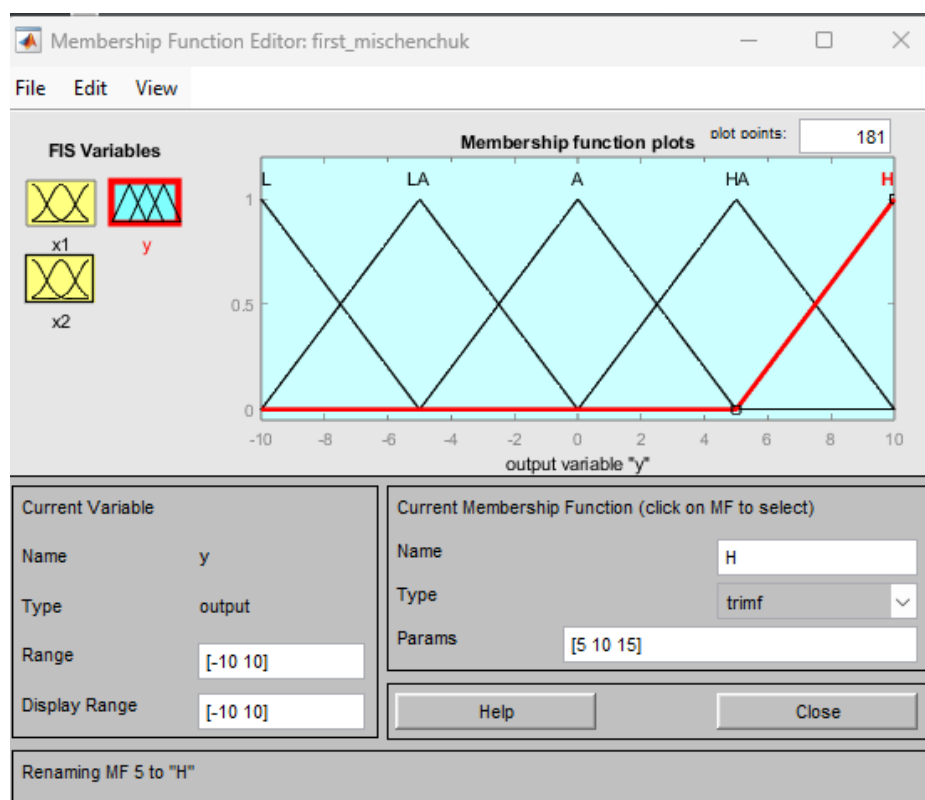 Membership Function Editor: first_mischenchuk
File Edit View
FIS Variables
x1
y
x2
Membership function plots plot points: 181
L LA A HA H
1
0.5
0
-10 -8 -6 -4 -2 0 2 4 6 8 10
output variable "y"
Current Variable
Name y
Type output
Range [-10 10]
Display Range [-10 10]
Current Membership Function (click on MF to select)
Name H
Type trimf
Params [5 10 15]
Help Close
Renaming MF 5 to "H"